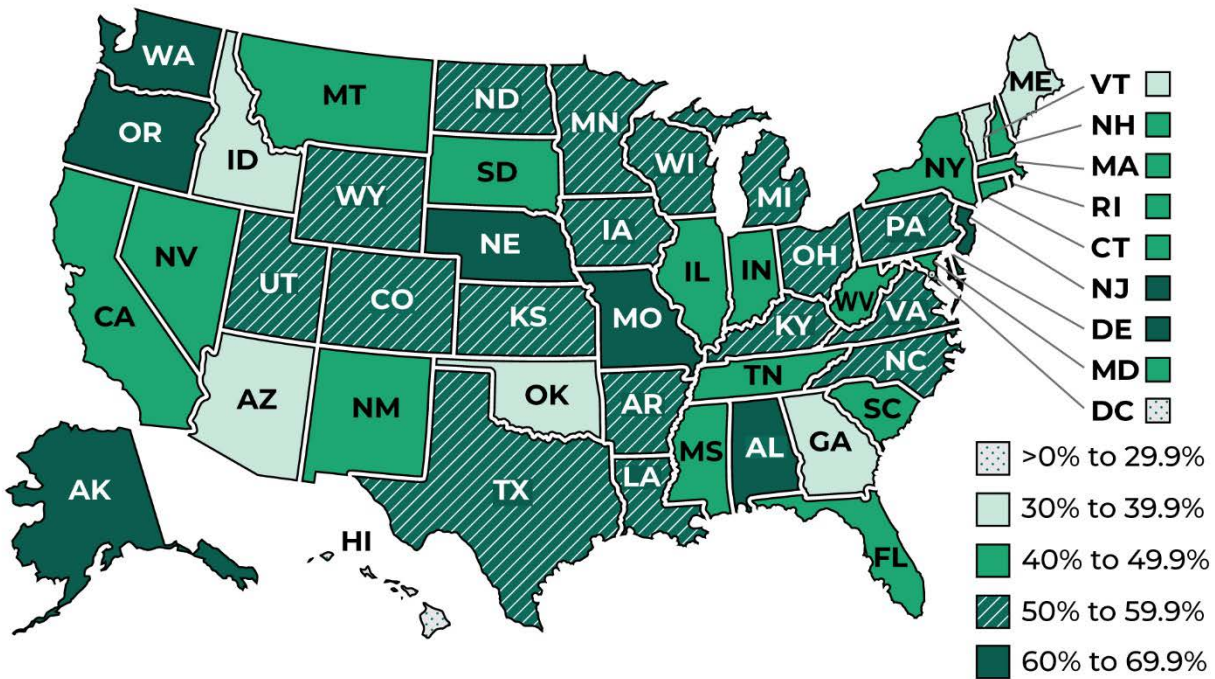 WA
MT
ND
MN
ME
VT
OR
ID
WY
SD
WI
MI
NY
NH
MA
RI
NV
UT
CO
NE
IA
IL
IN
OH
PA
CT
NJ
CA
KS
MO
KY
WV
VA
DE
AZ
NM
OK
AR
TN
NC
MD
SC
DC
AK
HI
TX
LA
MS
AL
GA
FL
>0% to 29.9%
30% to 39.9%
40% to 49.9%
50% to 59.9%
60% to 69.9%